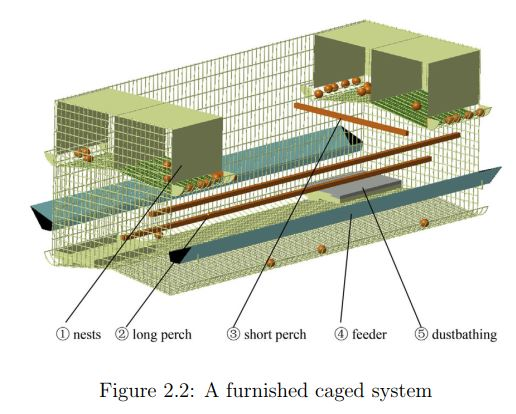 ① nests ② long perch ③ short perch ④ feeder ⑤ dustbathing
Figure 2.2: A furnished caged system